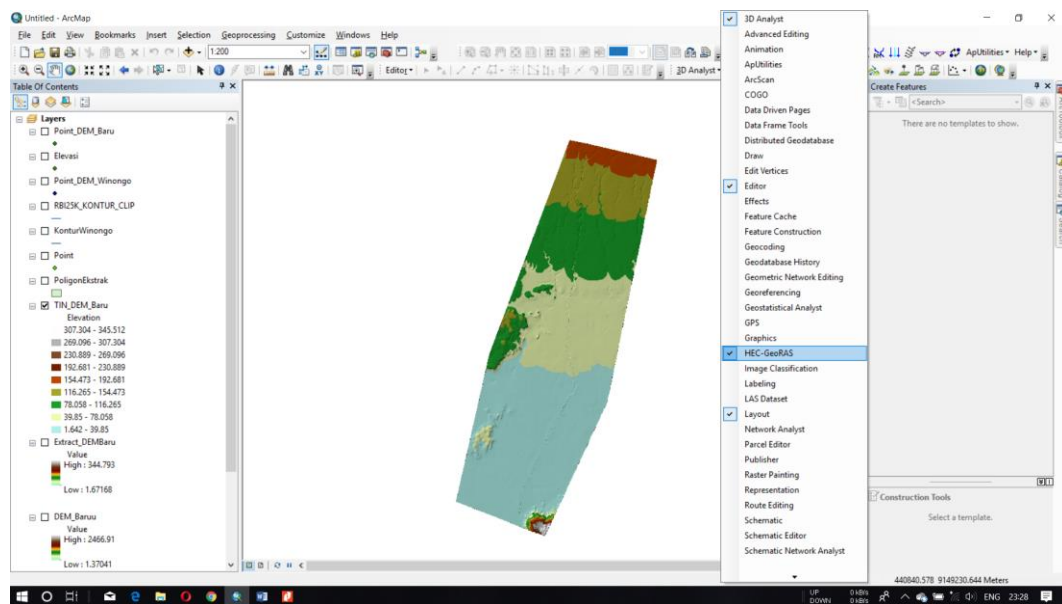 Untitled - ArcMap
File Edit View Bookmarks Insert Selection Geoprocessing Customize Windows Help
1:200
ApUtilities Help
Editor
3D Analyst
Table Of Contents
Layers
Point_DEM_Baru
Elevasi
Point_DEM_Winongo
RBI25K_KONTUR_CLIP
KonturWinongo
Point
PoligonEkstrak
TIN_DEM_Baru
Elevation
307.304 - 345.512
269.096 - 307.304
230.889 - 269.096
192.681 - 230.889
154.473 - 192.681
116.265 - 154.473
78.058 - 116.265
39.85 - 78.058
1.642 - 39.85
Extract_DEMBaru
Value
High : 344.793
Low : 1.67168
DEM_Baruu
Value
High : 2466.91
Low : 1.37041
3D Analyst
Advanced Editing
Animation
ApUtilities
ArcScan
COGO
Data Driven Pages
Data Frame Tools
Distributed Geodatabase
Draw
Edit Vertices
Editor
Effects
Feature Cache
Feature Construction
Geocoding
Geodatabase History
Geometric Network Editing
Georeferencing
Geostatistical Analyst
GPS
Graphics
HEC-GeoRAS
Image Classification
Labeling
LAS Dataset
Layout
Network Analyst
Parcel Editor
Publisher
Raster Painting
Representation
Route Editing
Schematic
Schematic Editor
Schematic Network Analyst
Create Features
<Search>
There are no templates to show.
Construction Tools
Select a template.
440840.578 9149230.644 Meters
UP 0 kB/s
DOWN 0 kB/s
ENG 23:28